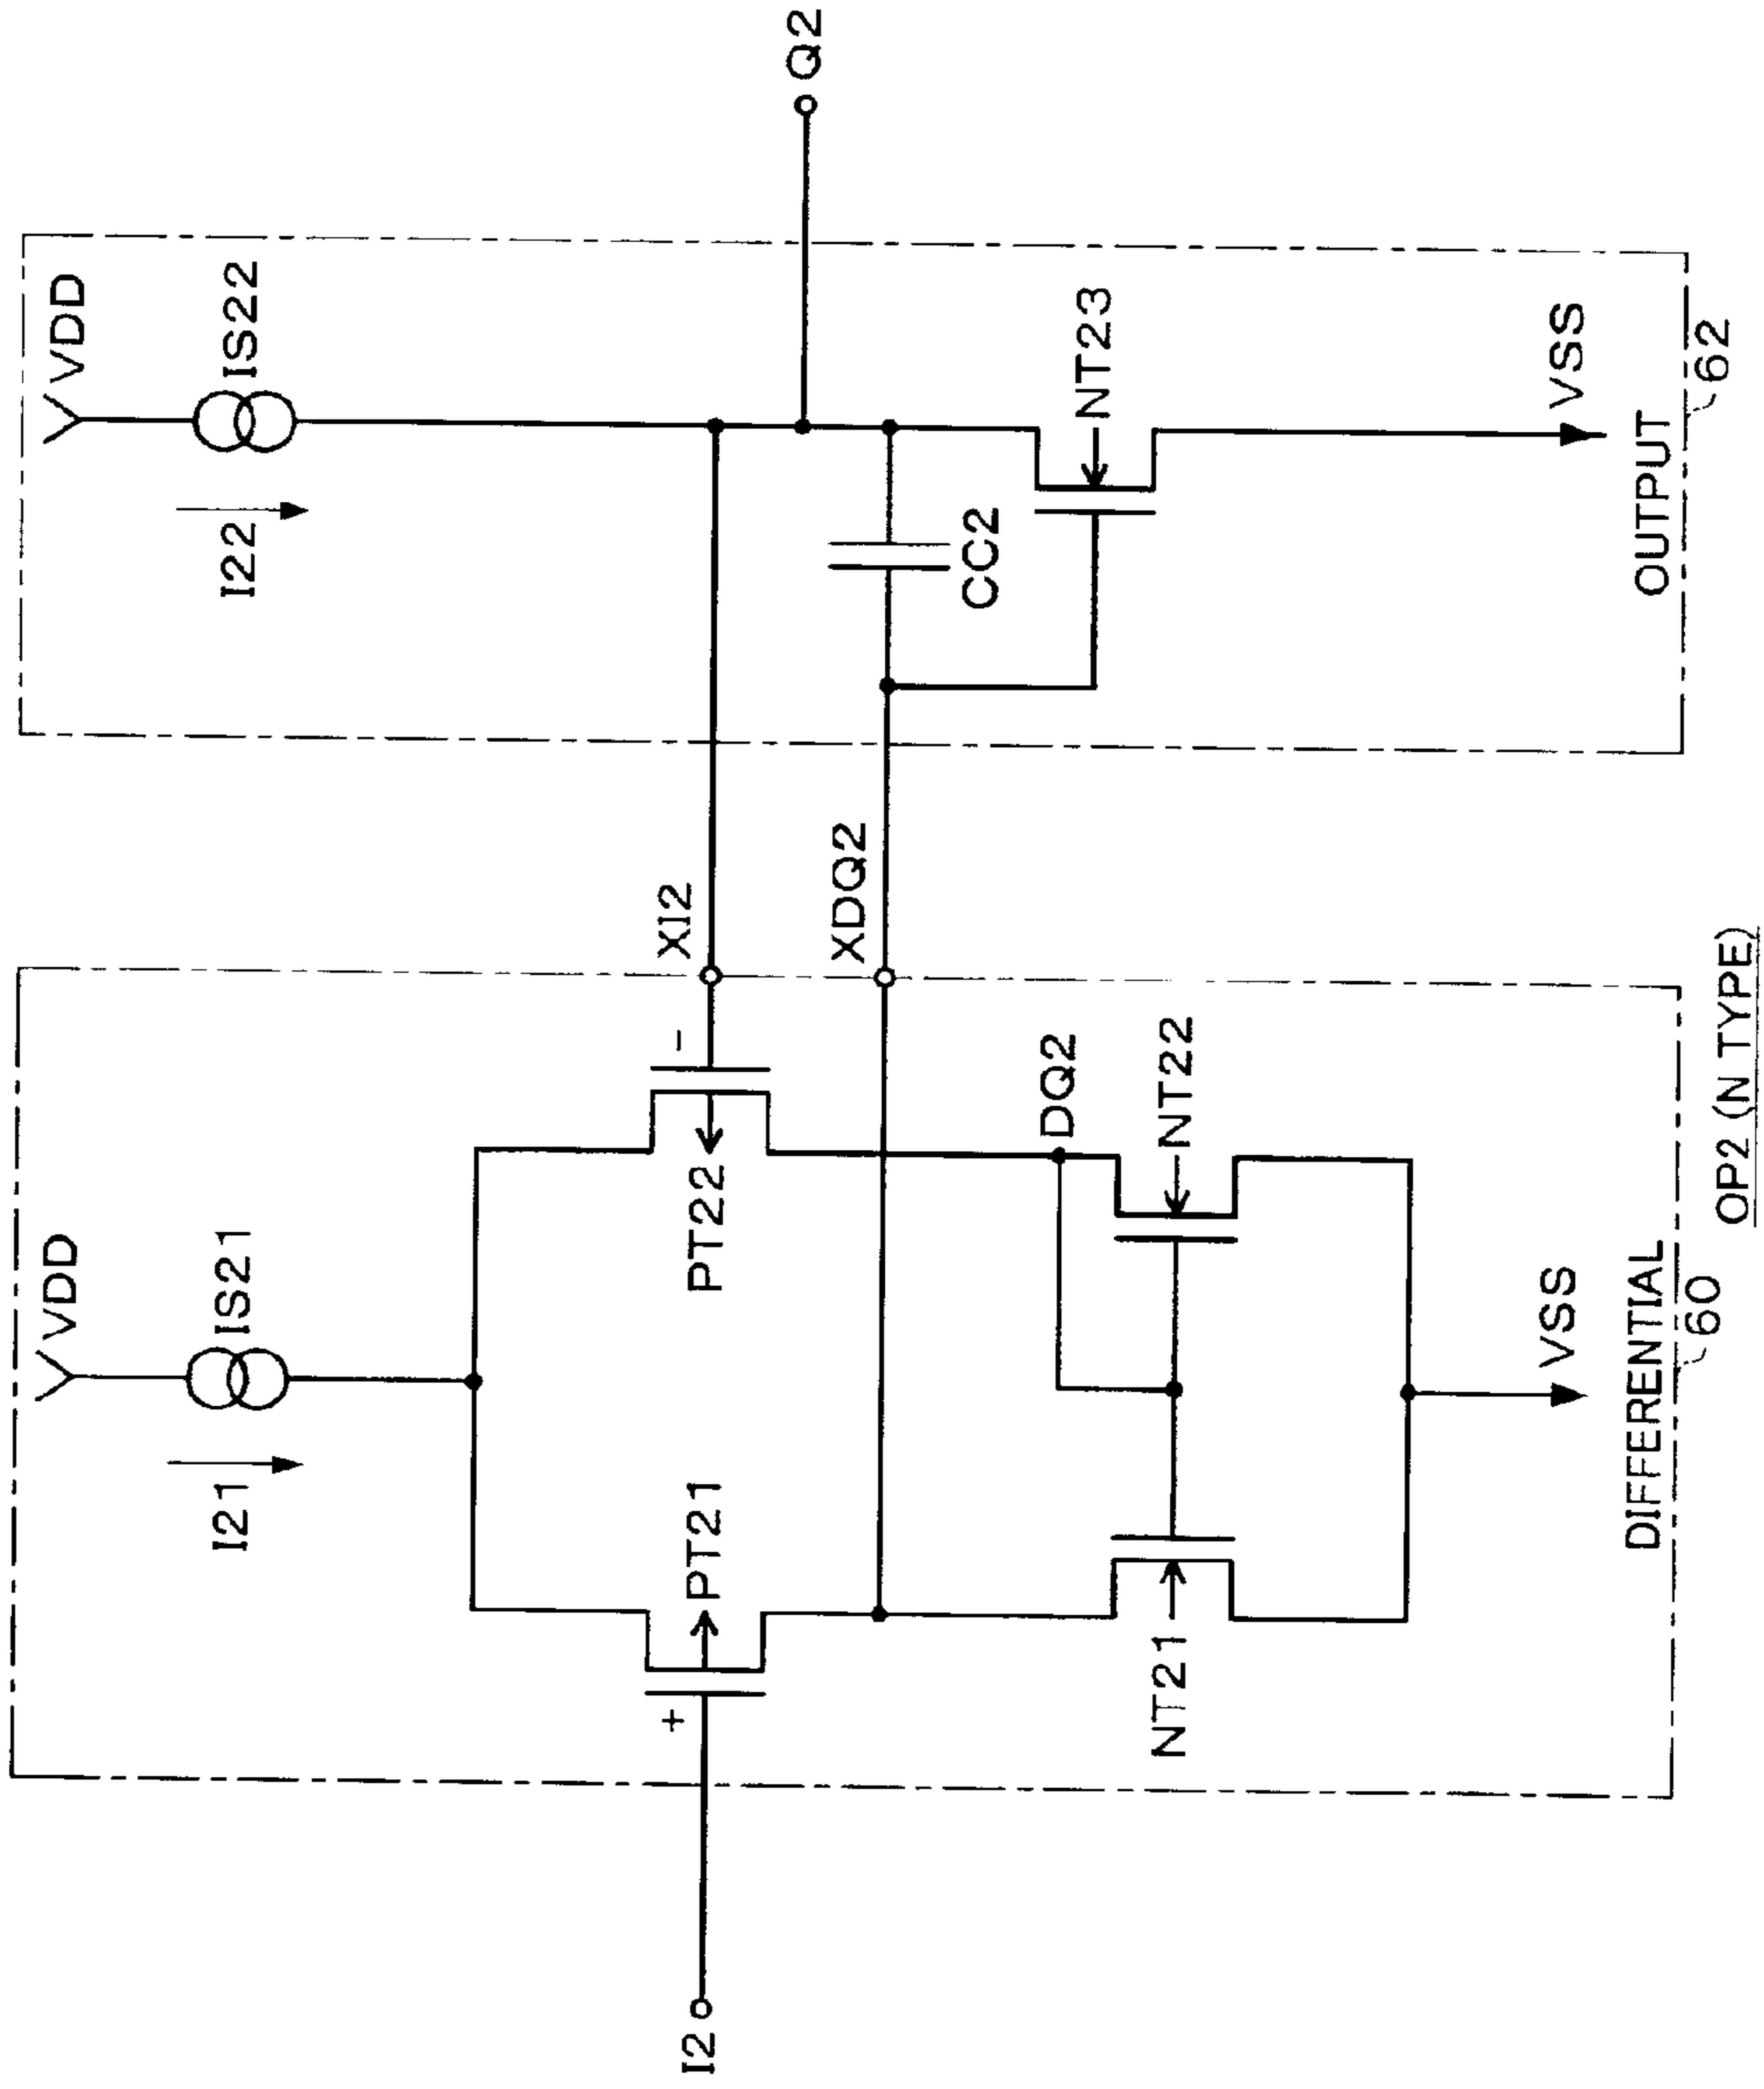 VDD
I21
IS21
I2
+
PT21
PT22
-
XI2
XDQ2
DQ2
NT21
NT22
VSS
DIFFERENTIAL
60
VDD
I22
IS22
Q2
CC2
NT23
VSS
OUTPUT
62
OP2 (N TYPE)